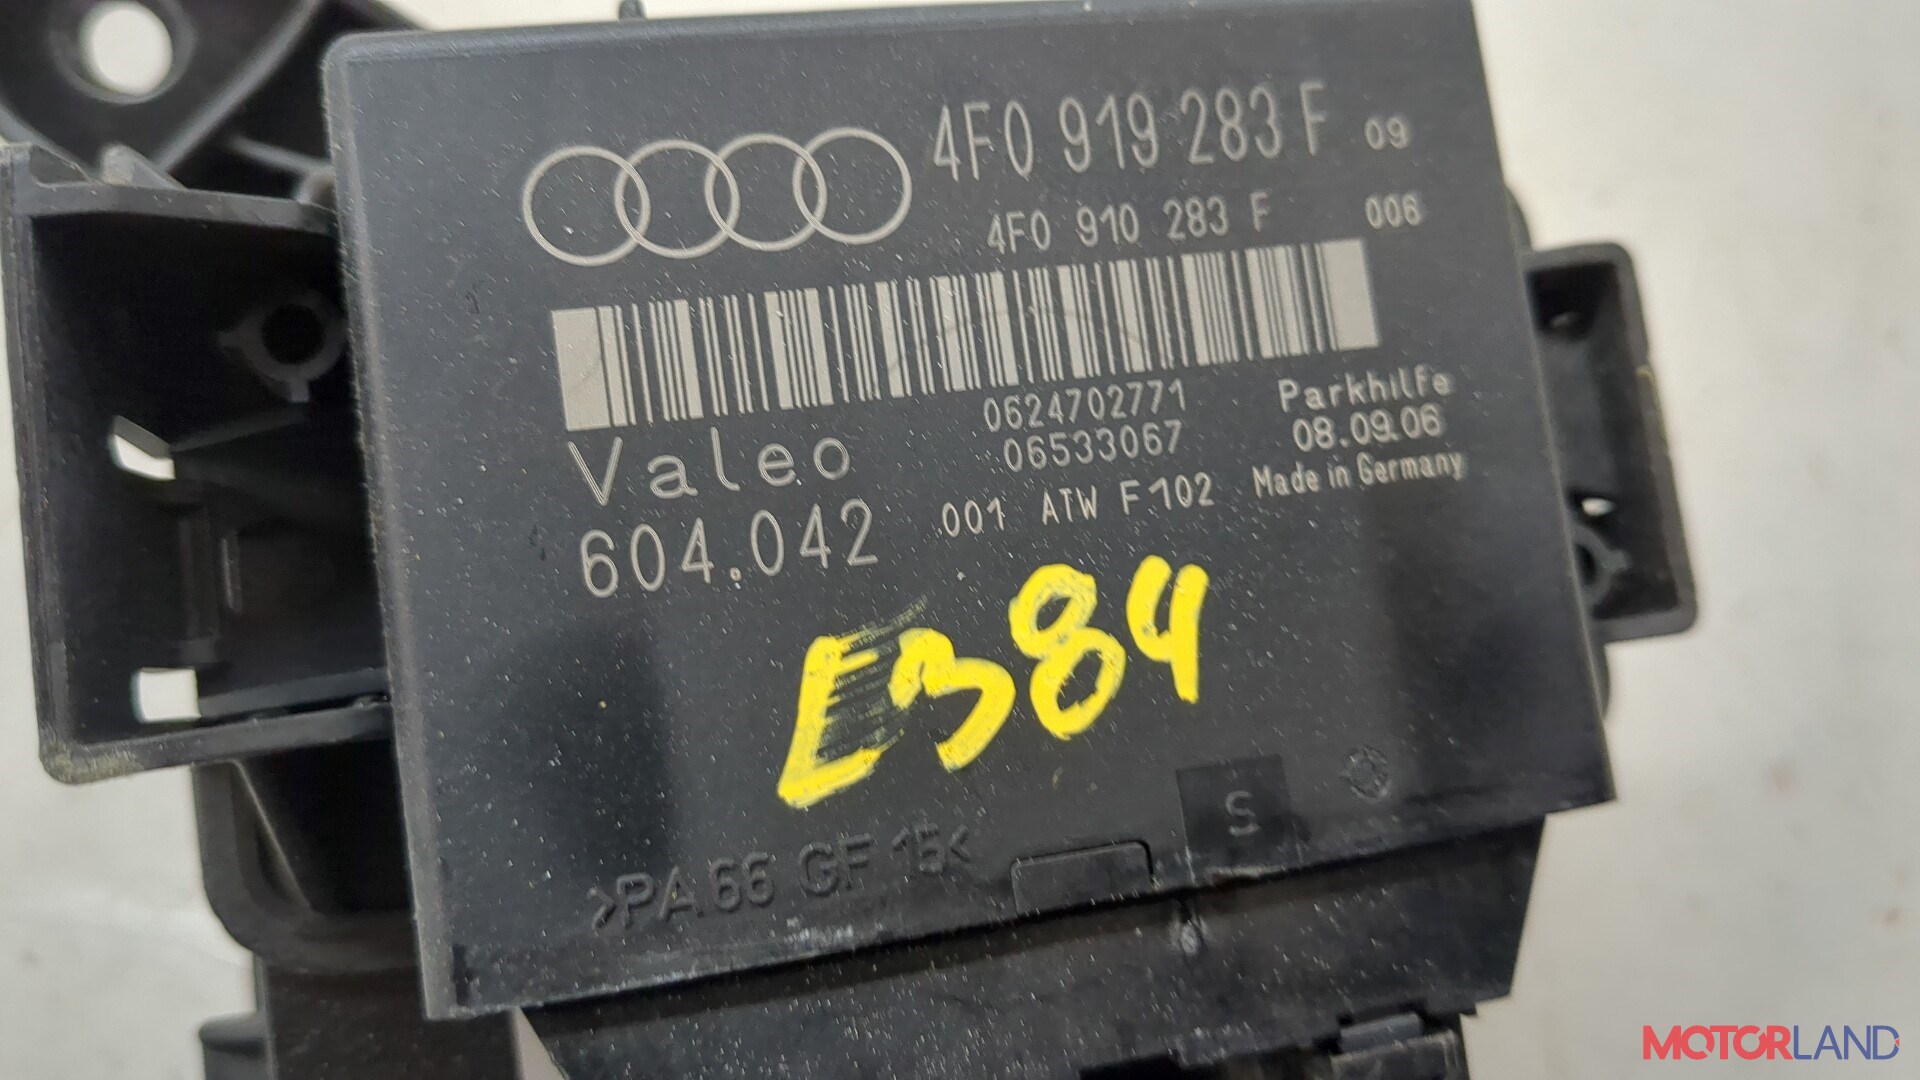 4F0 919 283 F 09
4F0 910 283 F 006
0624702771
06533067
Parkhilfe
08.09.06
Made in Germany
Valeo
604.042
001 ATW F102
E384
S
>PA 66 GF 15<
MOTORLAND